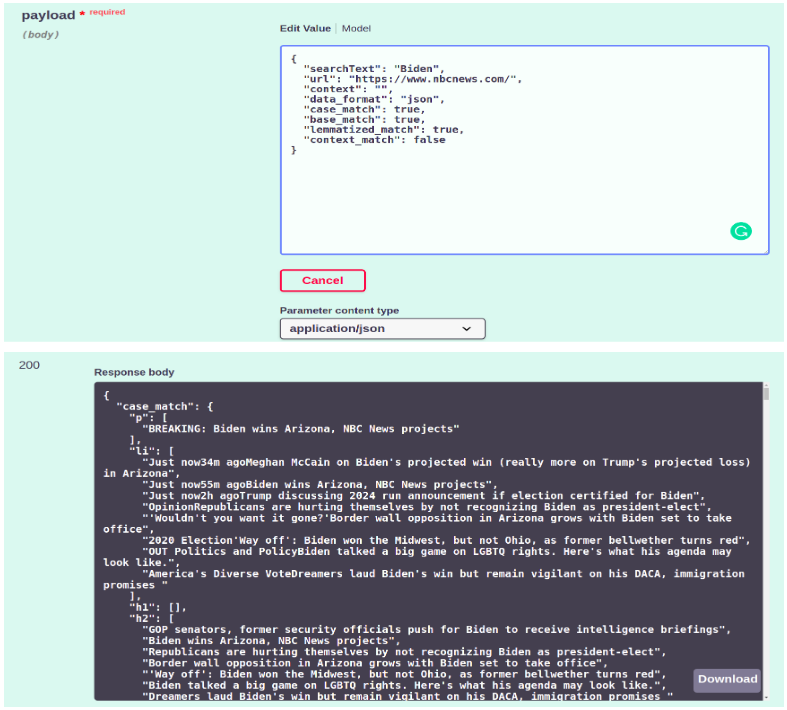 payload * required
(body)
Edit Value | Model
{
"searchText": "Biden",
"url": "https://www.nbcnews.com/",
"context": "",
"data_format": "json",
"case_match": true,
"base_match": true,
"lemmatized_match": true,
"context_match": false
}
Cancel
Parameter content type
application/json
200
Response body
{
"case_match": {
"p": [
"BREAKING: Biden wins Arizona, NBC News projects"
],
"li": [
"Just now34m agoMeghan McCain on Biden's projected win (really more on Trump's projected loss)
in Arizona",
"Just now55m agoBiden wins Arizona, NBC News projects",
"Just now2h agoTrump discussing 2024 run announcement if election certified for Biden",
"OpinionRepublicans are hurting themselves by not recognizing Biden as president-elect",
"'Wouldn't you want it gone?'Border wall opposition in Arizona grows with Biden set to take
office",
"2020 Election'Way off': Biden won the Midwest, but not Ohio, as former bellwether turns red",
"OUT Politics and PolicyBiden talked a big game on LGBTQ rights. Here's what his agenda may
look like.",
"America's Diverse VoteDreamers laud Biden's win but remain vigilant on his DACA, immigration
promises "
],
"h1": [],
"h2": [
"GOP senators, former security officials push for Biden to receive intelligence briefings",
"Biden wins Arizona, NBC News projects",
"Republicans are hurting themselves by not recognizing Biden as president-elect",
"Border wall opposition in Arizona grows with Biden set to take office",
"'Way off': Biden won the Midwest, but not Ohio, as former bellwether turns red",
"Biden talked a big game on LGBTQ rights. Here's what his agenda may look like.",
"Dreamers laud Biden's win but remain vigilant on his DACA, immigration promises "
Download